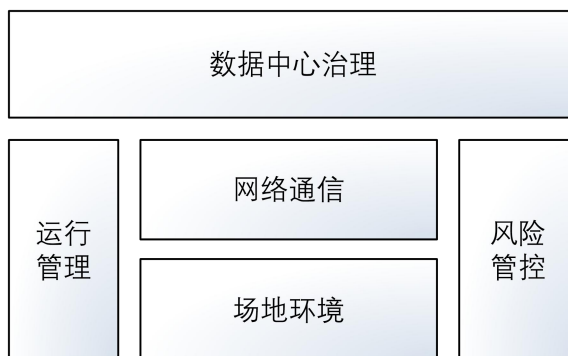 数据中心治理
运行
管理
网络通信
场地环境
风险
管控